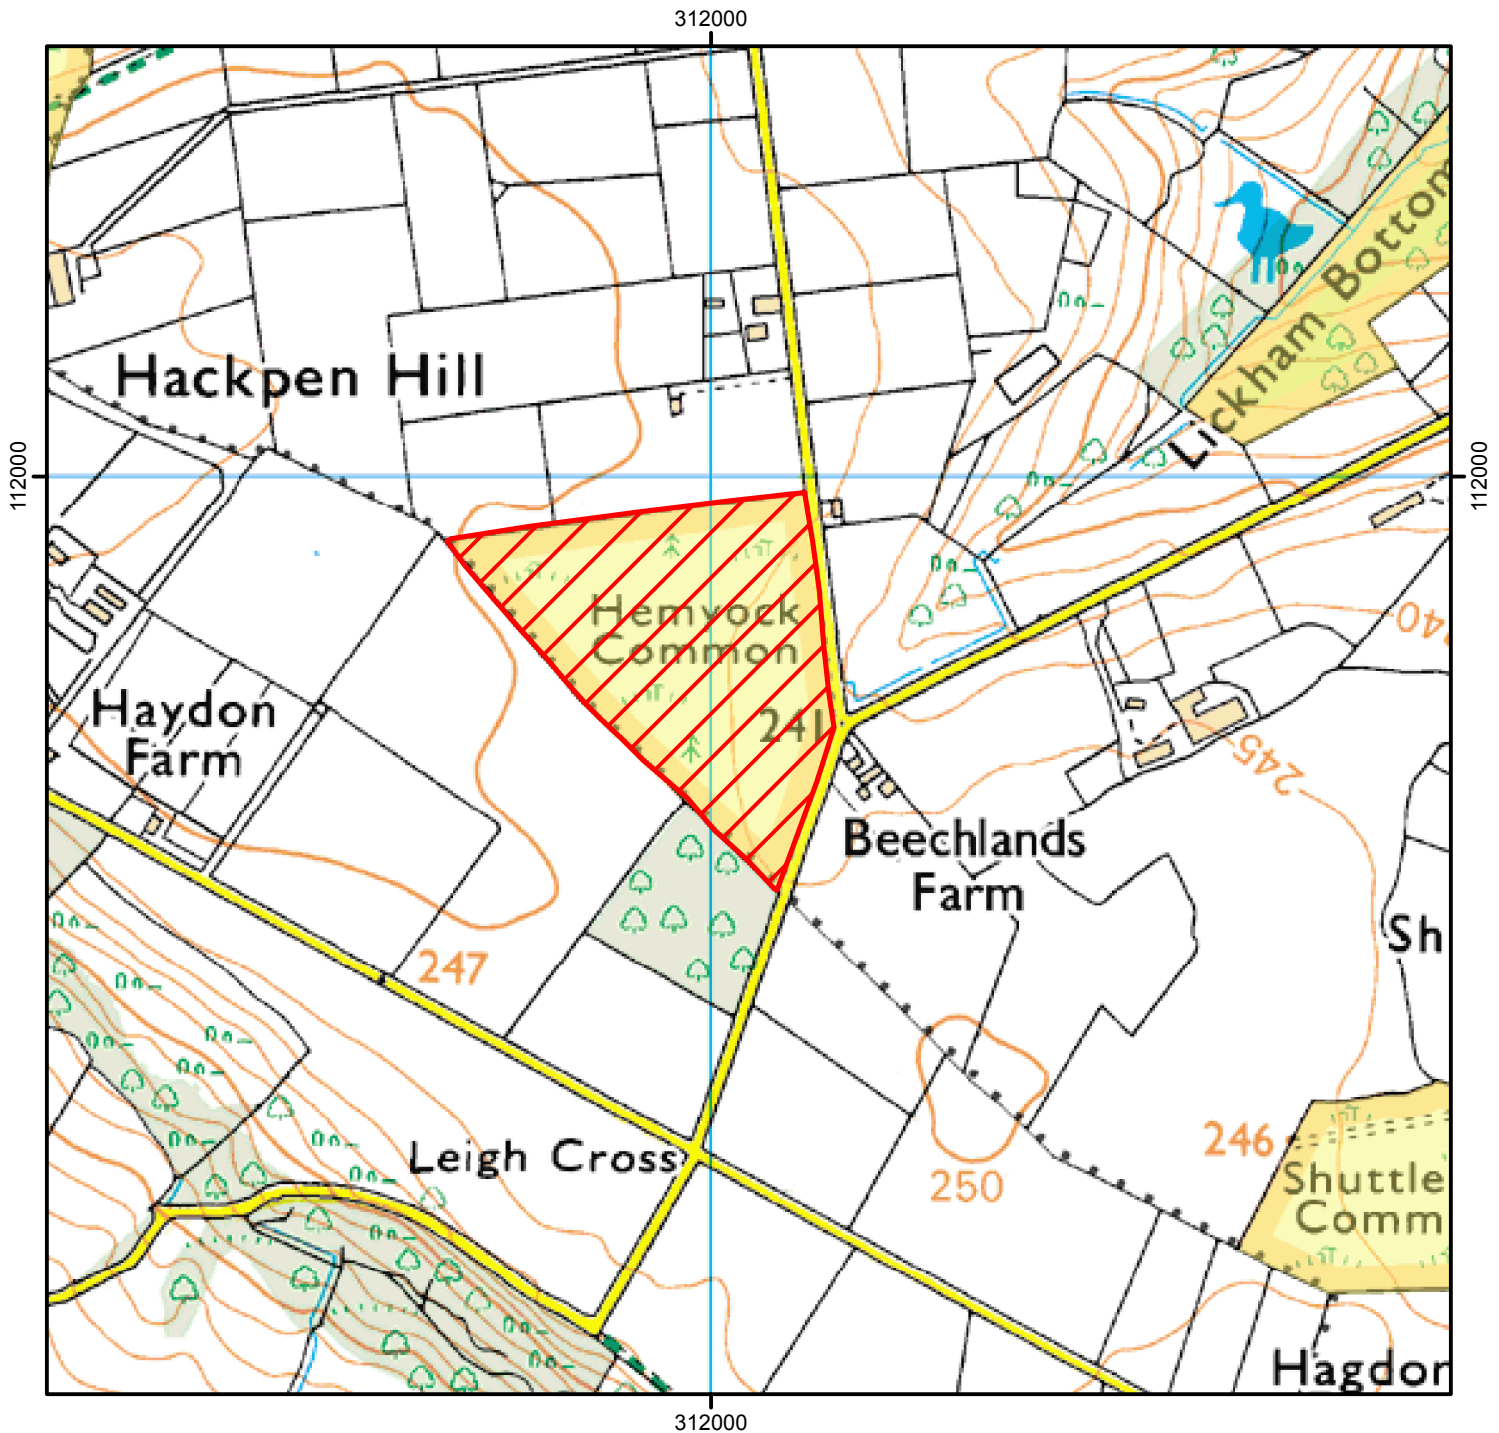 312000
Lickham Bottom
Hackpen Hill
112000
112000
Hemyock
Common
240
241
Haydon
Farm
245
Beechlands
Farm
Sh
247
246
Leigh Cross
250
Shuttle
Comm
Hagdor
312000